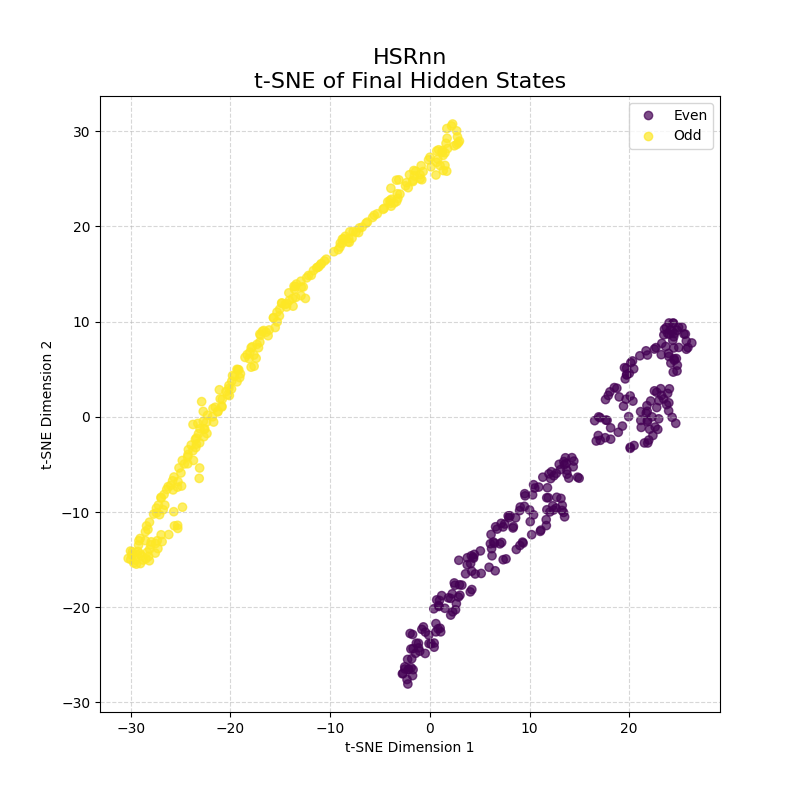 HSRnn
t-SNE of Final Hidden States
Even
Odd
30
20
10
0
−10
−20
−30
t-SNE Dimension 2
−30
−20
−10
0
10
20
t-SNE Dimension 1